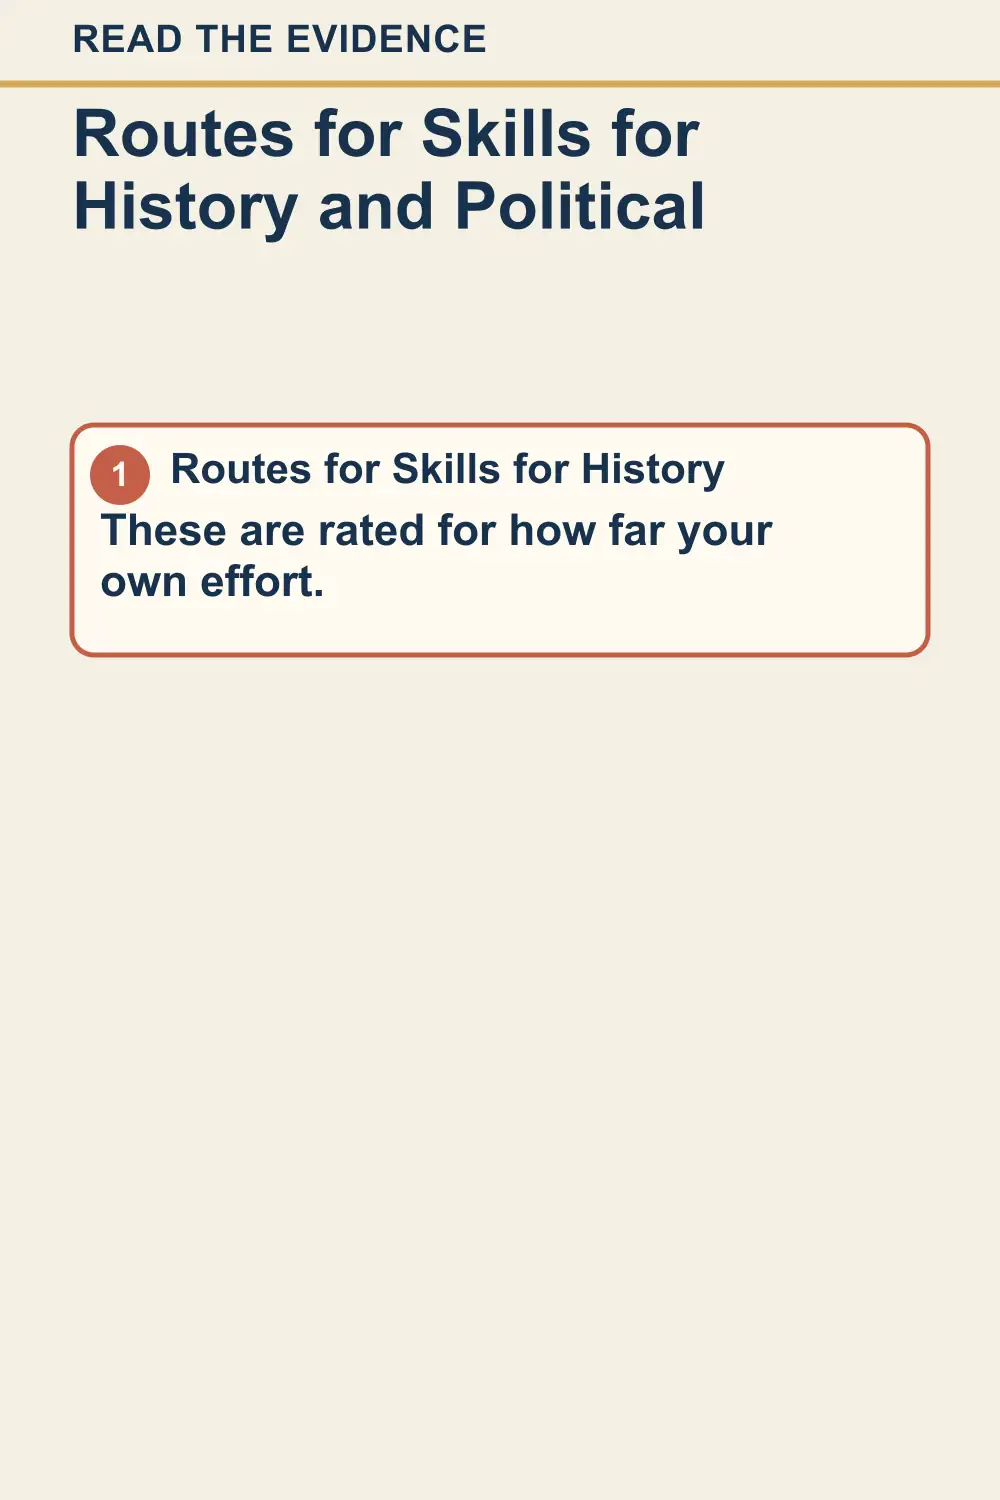 READ THE EVIDENCE
Routes for Skills for
History and Political
1 Routes for Skills for History
These are rated for how far your
own effort.